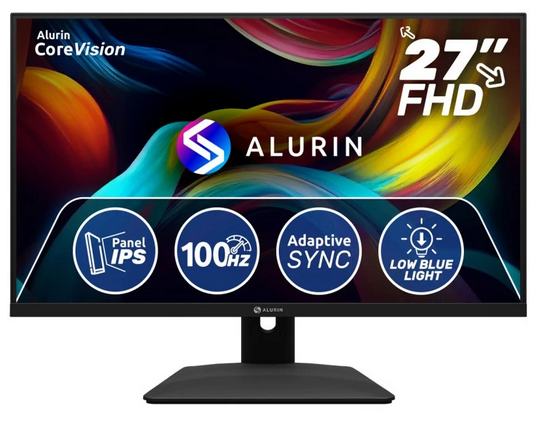 Alurin
CoreVision
27"
FHD
ALURIN
Panel
IPS
100HZ
Adaptive
SYNC
LOW BLUE
LIGHT
ALURIN